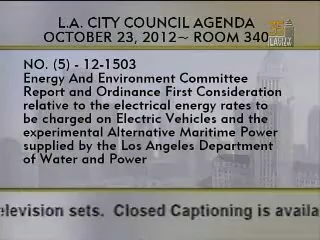 L.A. CITY COUNCIL AGENDA
OCTOBER 23, 2012~ ROOM 340
NO. (5) - 12-1503
Energy And Environment Committee
Report and Ordinance First Consideration
relative to the electrical energy rates to
be charged on Electric Vehicles and the
experimental Alternative Maritime Power
supplied by the Los Angeles Department
of Water and Power
elevision sets. Closed Captioning is availa